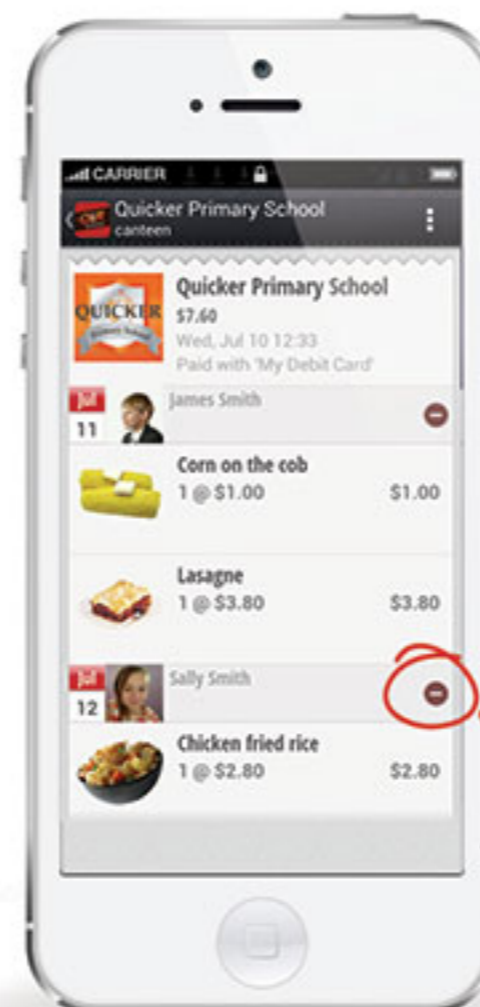 CARRIER
Quicker Primary School
canteen
QUICKER
Primary School
Quicker Primary School
$7.60
Wed, Jul 10 12:33
Paid with 'My Debit Card'
Jul
11
James Smith
Corn on the cob
1 @ $1.00 $1.00
Lasagne
1 @ $3.80 $3.80
Jul
12
Sally Smith
Chicken fried rice
1 @ $2.80 $2.80